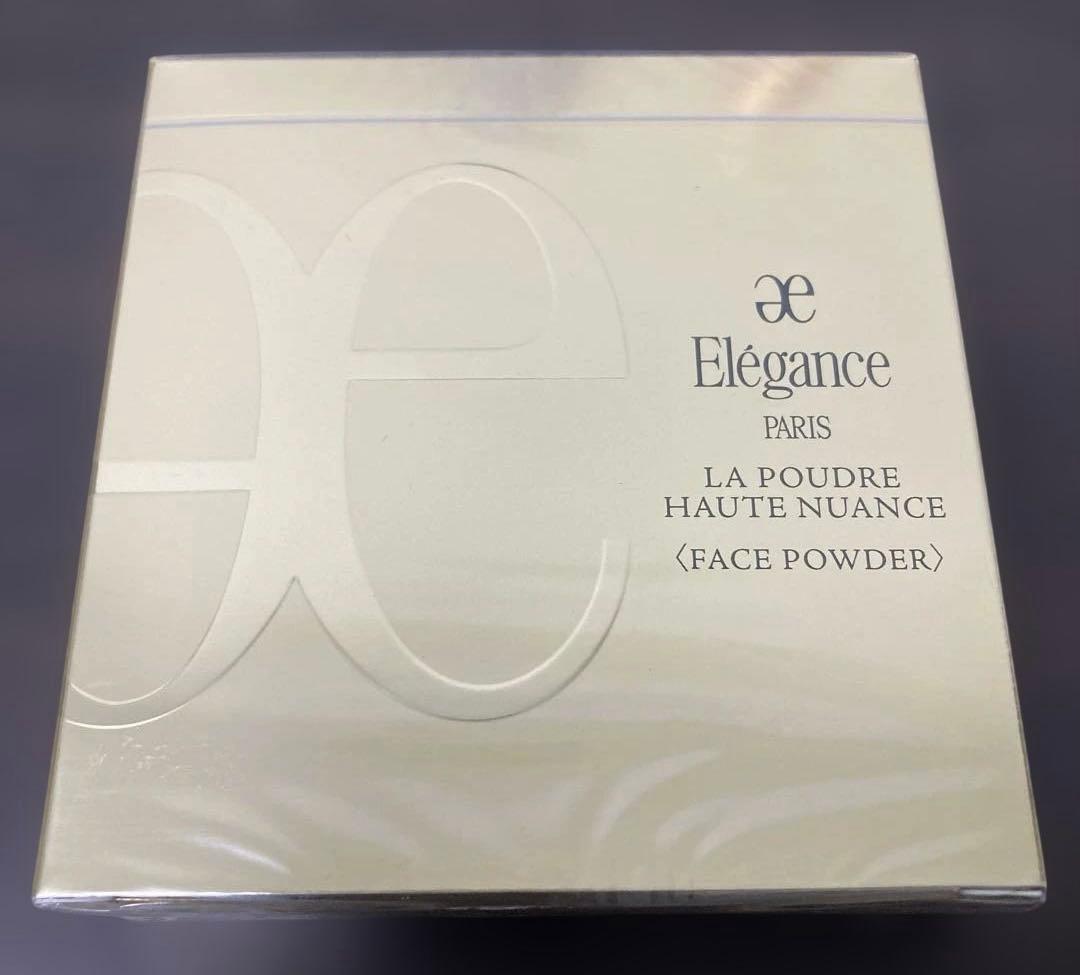 Elégance
PARIS
LA POUDRE
HAUTE NUANCE
〈FACE POWDER〉